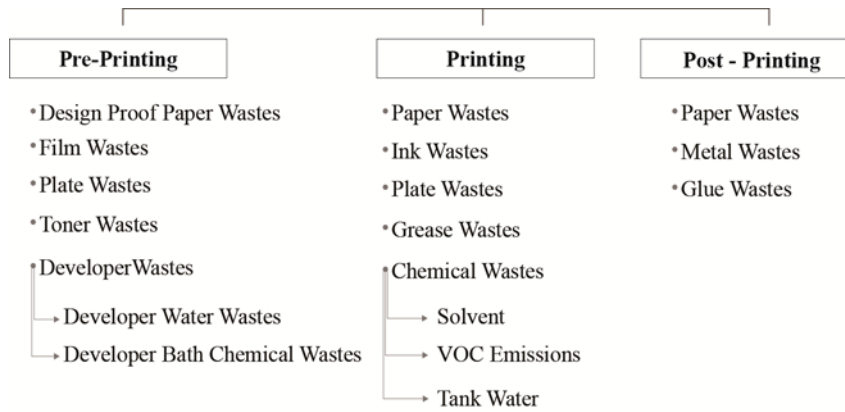 Pre-Printing
• Design Proof Paper Wastes
• Film Wastes
• Plate Wastes
• Toner Wastes
• DeveloperWastes
Developer Water Wastes
Developer Bath Chemical Wastes
Printing
• Paper Wastes
• Ink Wastes
• Plate Wastes
• Grease Wastes
• Chemical Wastes
Solvent
VOC Emissions
Tank Water
Post - Printing
• Paper Wastes
• Metal Wastes
• Glue Wastes